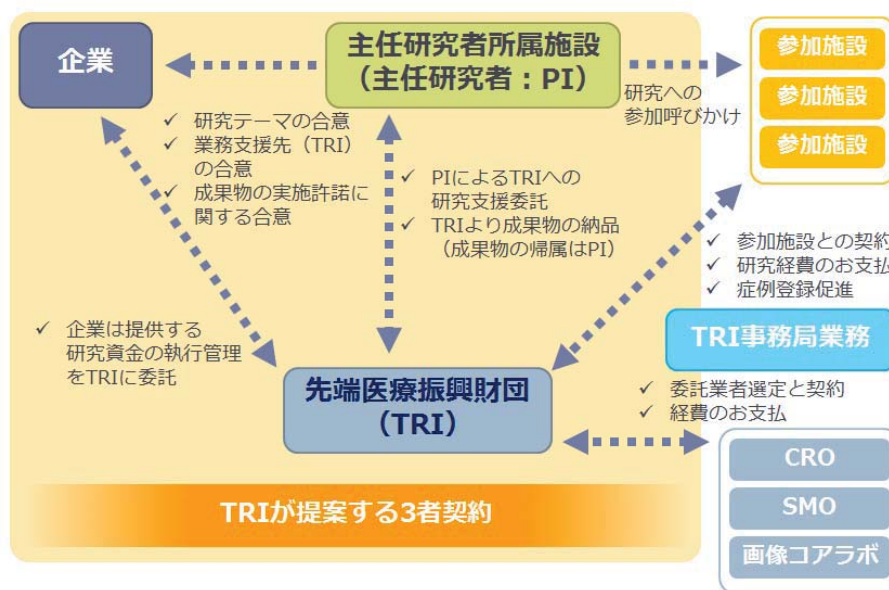 企業
主任研究者所属施設
（主任研究者：PI）
参加施設
参加施設
参加施設
研究への
参加呼びかけ
✓ 研究テーマの合意
✓ 業務支援先（TRI）
の合意
✓ 成果物の実施許諾に
関する合意
✓ PIによるTRIへの
研究支援委託
✓ TRIより成果物の納品
（成果物の帰属はPI）
✓ 参加施設との契約
✓ 研究経費のお支払
✓ 症例登録促進
✓ 企業は提供する
研究資金の執行管理
をTRIに委託
TRI事務局業務
先端医療振興財団
（TRI）
✓ 委託業者選定と契約
✓ 経費のお支払
CRO
SMO
画像コアラボ
TRIが提案する3者契約